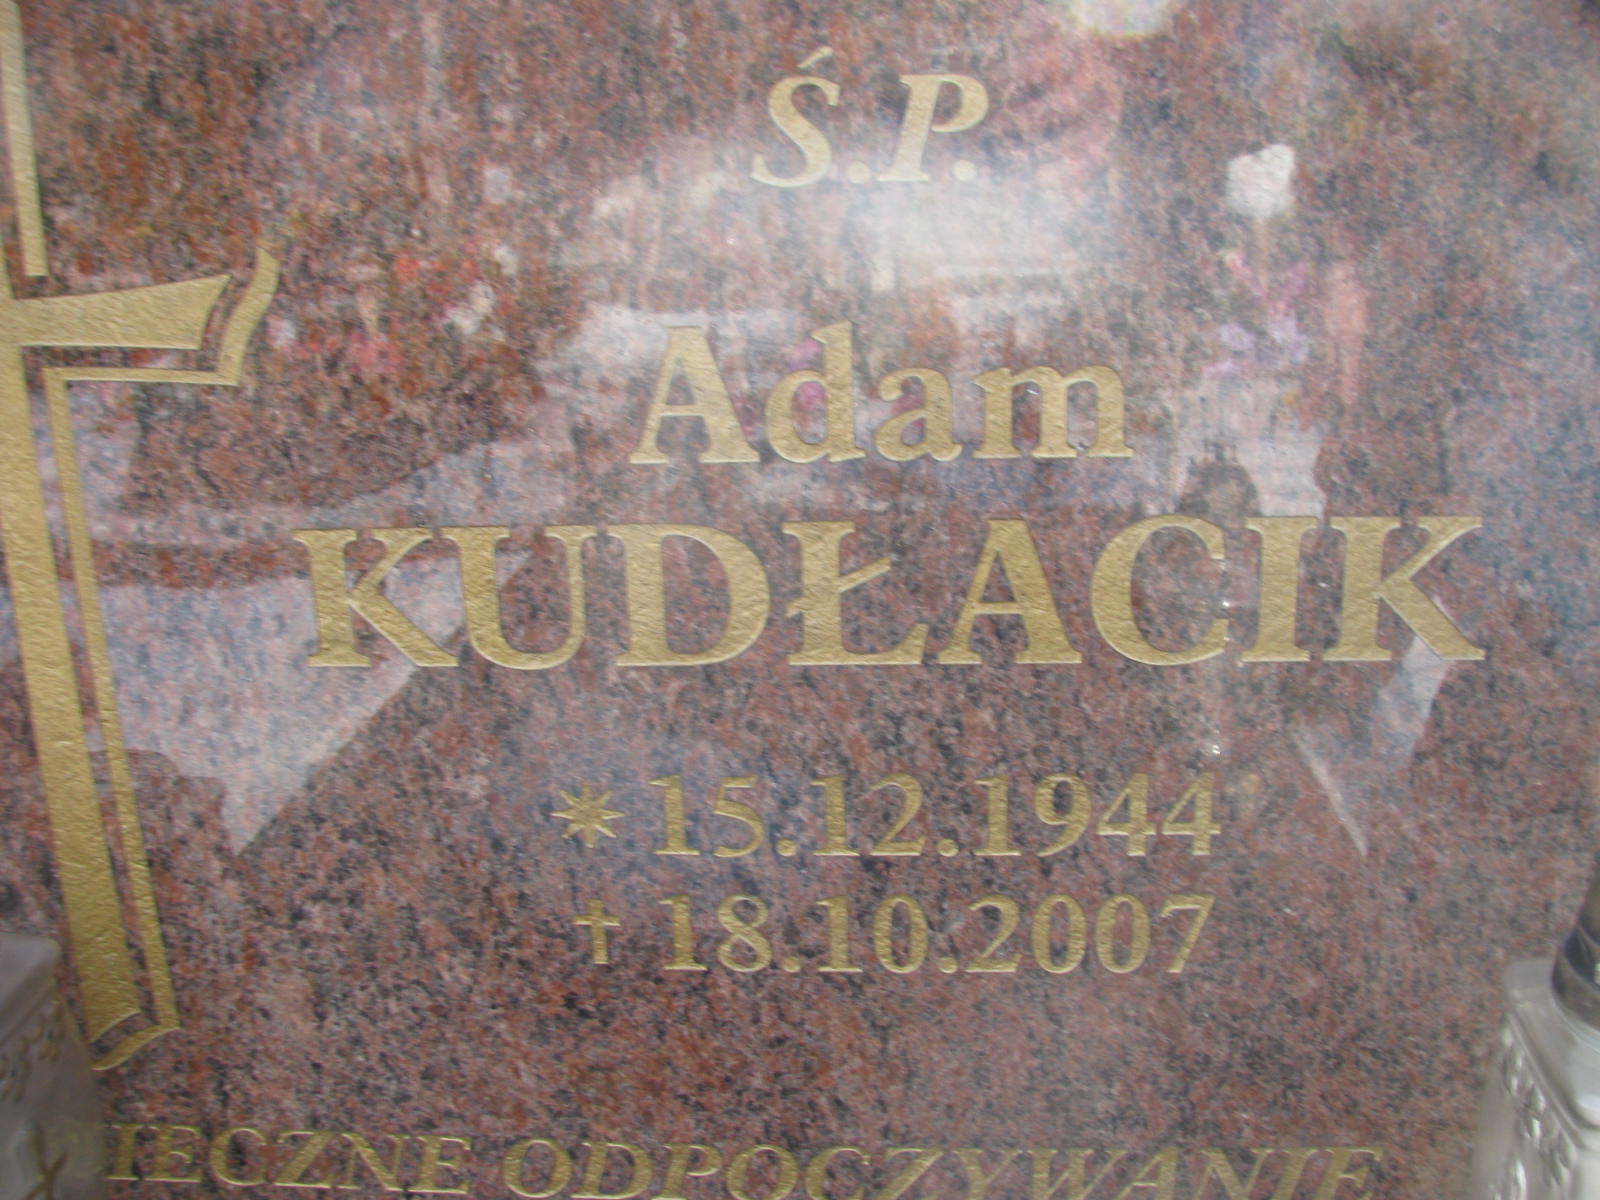 Ś.P.
Adam
KUDŁACIK
* 15.12.1944
† 18.10.2007
IECZNE ODPOCZYWANIE